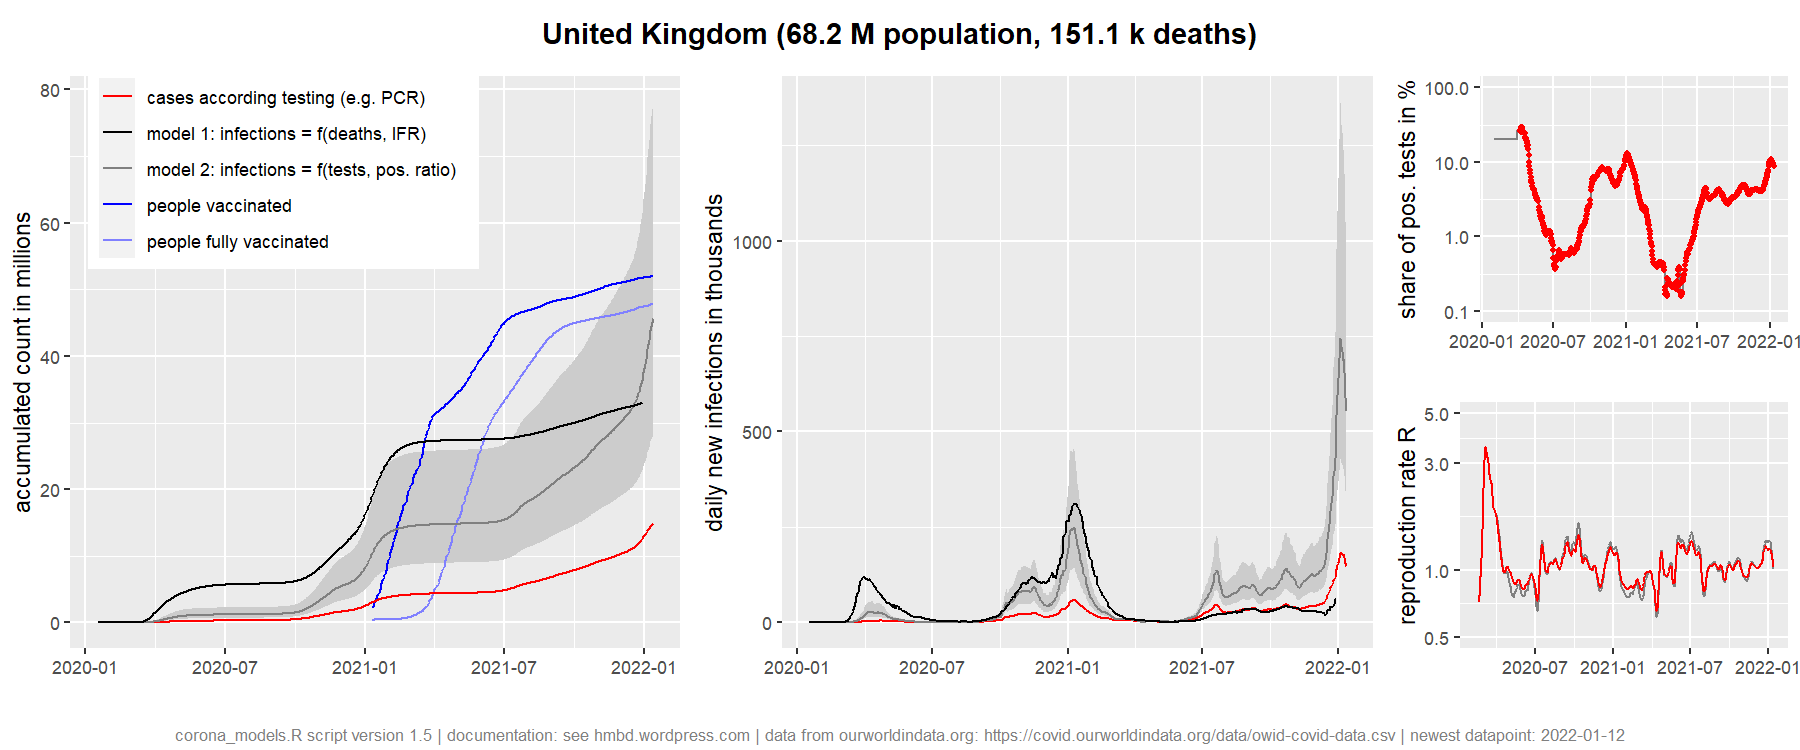 United Kingdom (68.2 M population, 151.1 k deaths)
accumulated count in millions
80
60
40
20
0
2020-01 2020-07 2021-01 2021-07 2022-01
cases according testing (e.g. PCR)
model 1: infections = f(deaths, IFR)
model 2: infections = f(tests, pos. ratio)
people vaccinated
people fully vaccinated
daily new infections in thousands
1000
500
0
2020-01 2020-07 2021-01 2021-07 2022-01
share of pos. tests in %
100.0
10.0
1.0
0.1
2020-01 2020-07 2021-01 2021-07 2022-01
reproduction rate R
5.0
3.0
1.0
0.5
2020-07 2021-01 2021-07 2022-01
corona_models.R script version 1.5 | documentation: see hmbd.wordpress.com | data from ourworldindata.org: https://covid.ourworldindata.org/data/owid-covid-data.csv | newest datapoint: 2022-01-12